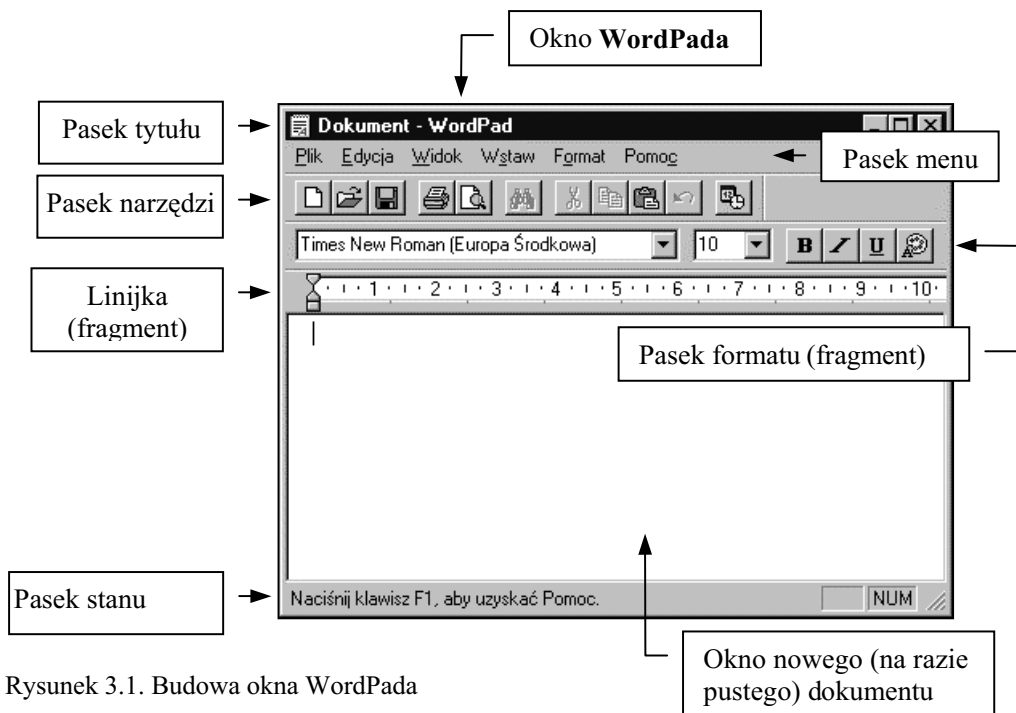 Okno WordPada
Pasek tytułu
Dokument - WordPad
Plik Edycja Widok Wstaw Format Pomoc
Pasek menu
Pasek narzędzi
Times New Roman (Europa Środkowa) 10 B I U
Linijka
(fragment)
1 2 3 4 5 6 7 8 9 10
Pasek formatu (fragment)
Pasek stanu
Naciśnij klawisz F1, aby uzyskać Pomoc. NUM
Okno nowego (na razie
pustego) dokumentu
Rysunek 3.1. Budowa okna WordPada